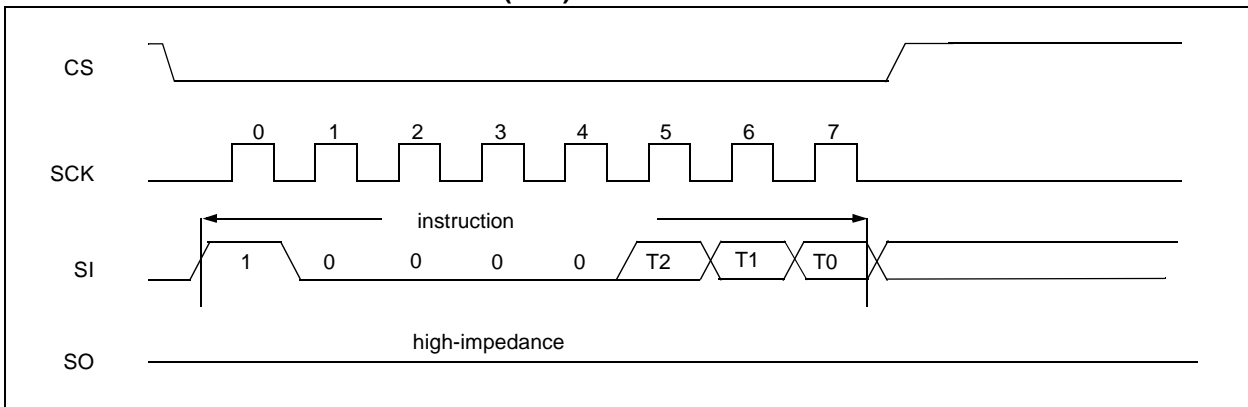 CS
0 1 2 3 4 5 6 7
SCK
instruction
SI 1 0 0 0 0 T2 T1 T0
high-impedance
SO